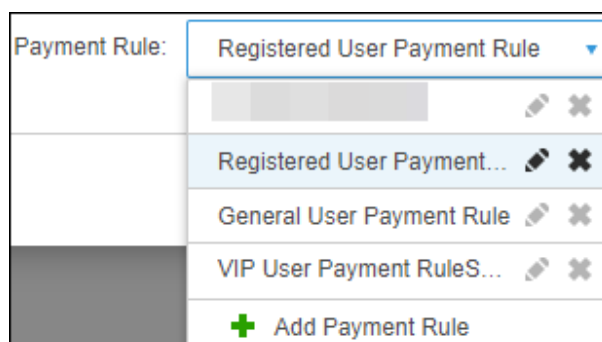 Payment Rule: Registered User Payment Rule
Registered User Payment...
General User Payment Rule
VIP User Payment RuleS...
Add Payment Rule